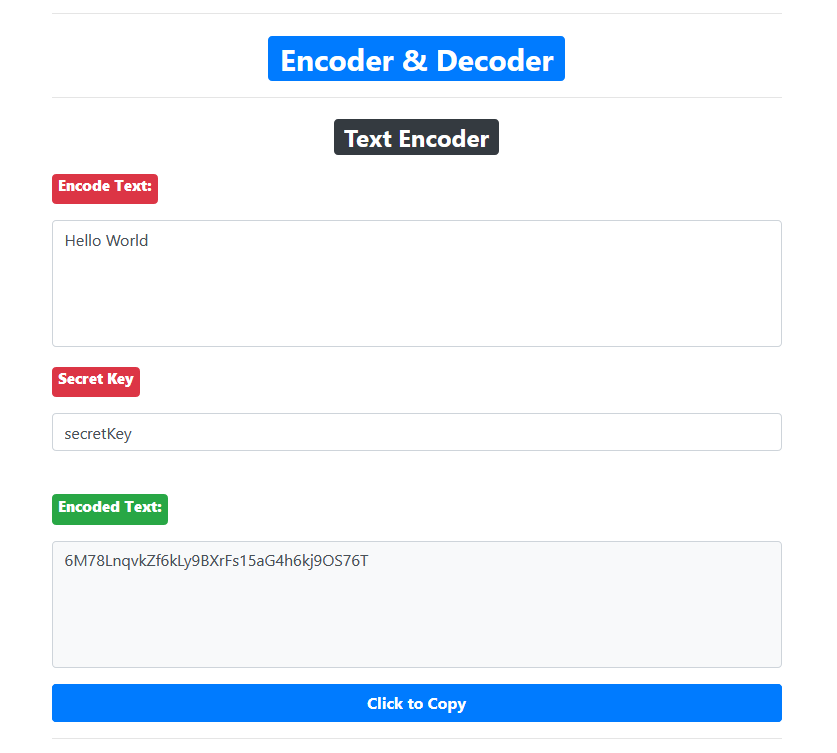 Encoder & Decoder
Text Encoder
Encode Text:
Hello World
Secret Key
secretKey
Encoded Text:
6M78LnqvkZf6kLy9BXrFs15aG4h6kj9OS76T
Click to Copy